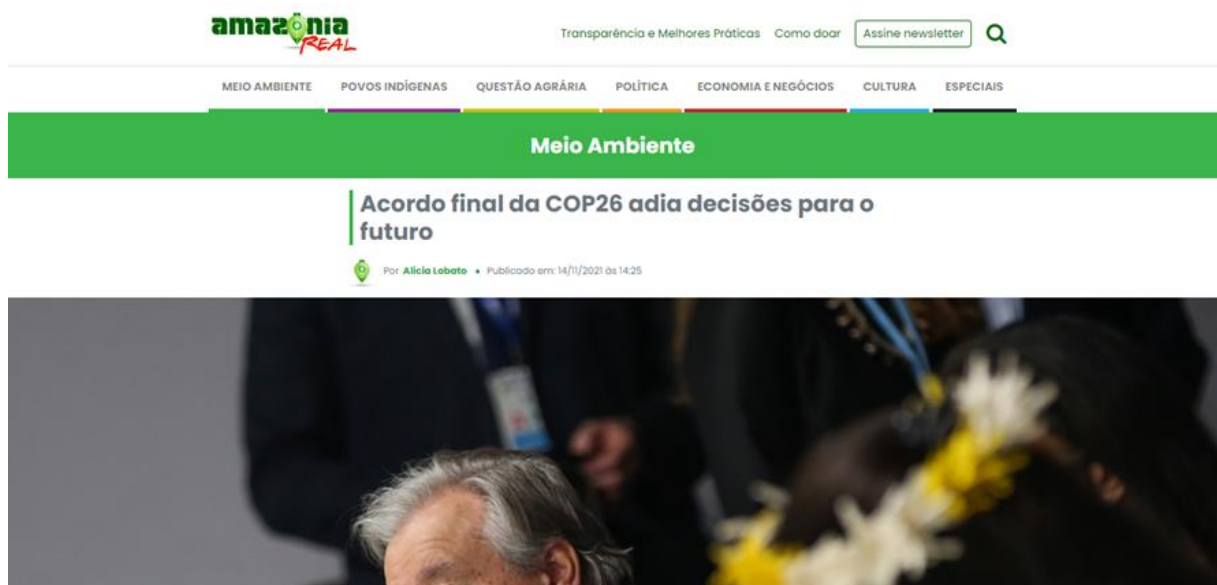 amazônia
REAL
Transparência e Melhores Práticas Como doar Assine newsletter
MEIO AMBIENTE POVOS INDÍGENAS QUESTÃO AGRÁRIA POLÍTICA ECONOMIA E NEGÓCIOS CULTURA ESPECIAIS
Meio Ambiente
Acordo final da COP26 adia decisões para o
futuro
Por Alicia Lobato • Publicado em: 14/11/2021 às 14:25